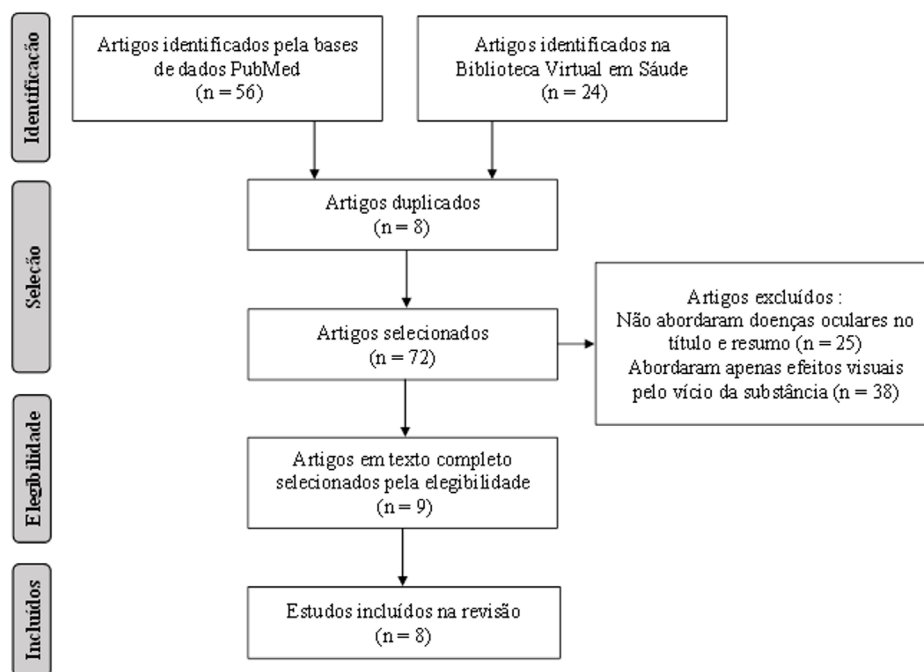 Identificação
Artigos identificados pela bases
de dados PubMed
(n = 56)
Artigos identificados na
Biblioteca Virtual em Sáude
(n = 24)
Seleção
Artigos duplicados
(n = 8)
Artigos selecionados
(n = 72)
Artigos excluídos :
Não abordaram doenças oculares no
título e resumo (n = 25)
Abordaram apenas efeitos visuais
pelo vício da substância (n = 38)
Elegibilidade
Artigos em texto completo
selecionados pela elegibilidade
(n = 9)
Incluídos
Estudos incluídos na revisão
(n = 8)